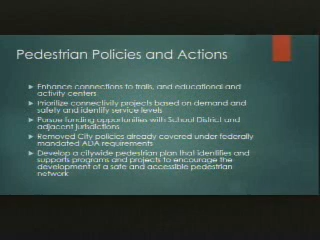 Pedestrian Policies and Actions
Enhance connections to trails, and educational and
activity centers
Prioritize connectivity projects based on demand and
safety and identify service levels
Pursue funding opportunities with School District and
adjacent jurisdictions
Removed City policies already covered under federally
mandated ADA requirements
Develop a citywide pedestrian plan that identifies and
supports programs and projects to encourage the
development of a safe and accessible pedestrian
network